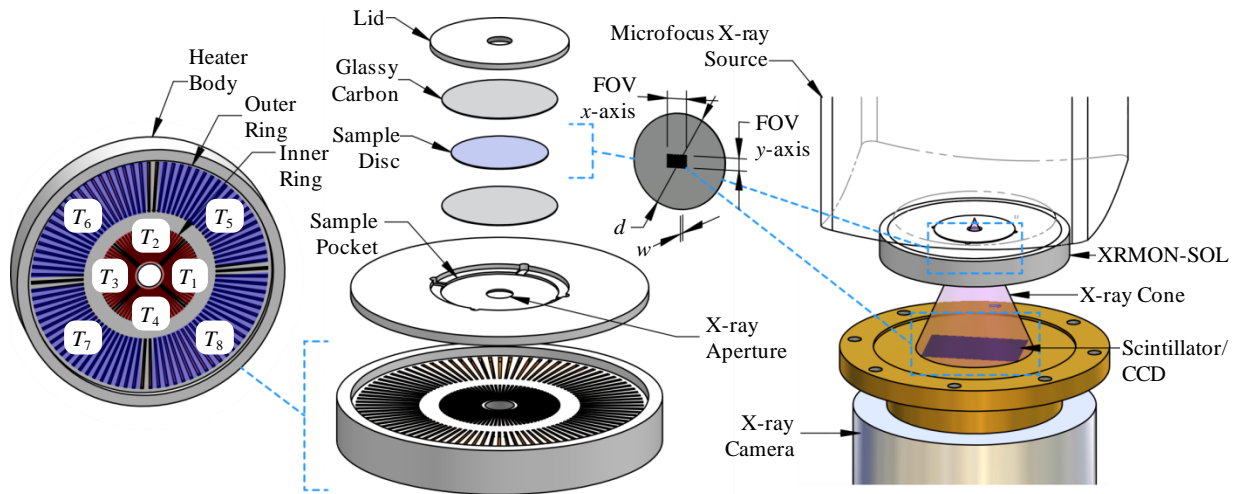 Heater
Body
Outer
Ring
Inner
Ring
T6
T5
T2
T3
T1
T4
T7
T8
Lid
Glassy
Carbon
Sample
Disc
Sample
Pocket
X-ray
Aperture
Microfocus X-ray
Source
FOV
x-axis
FOV
y-axis
d
w
XRMON-SOL
X-ray Cone
Scintillator/
CCD
X-ray
Camera